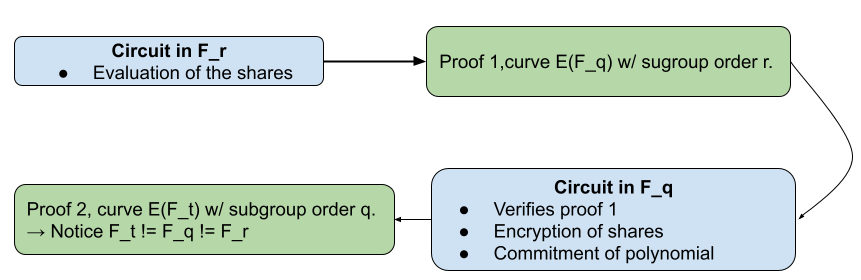 Circuit in F_r
● Evaluation of the shares
Proof 1,curve E(F_q) w/ sugroup order r.
Circuit in F_q
● Verifies proof 1
● Encryption of shares
● Commitment of polynomial
Proof 2, curve E(F_t) w/ subgroup order q.
→ Notice F_t != F_q != F_r